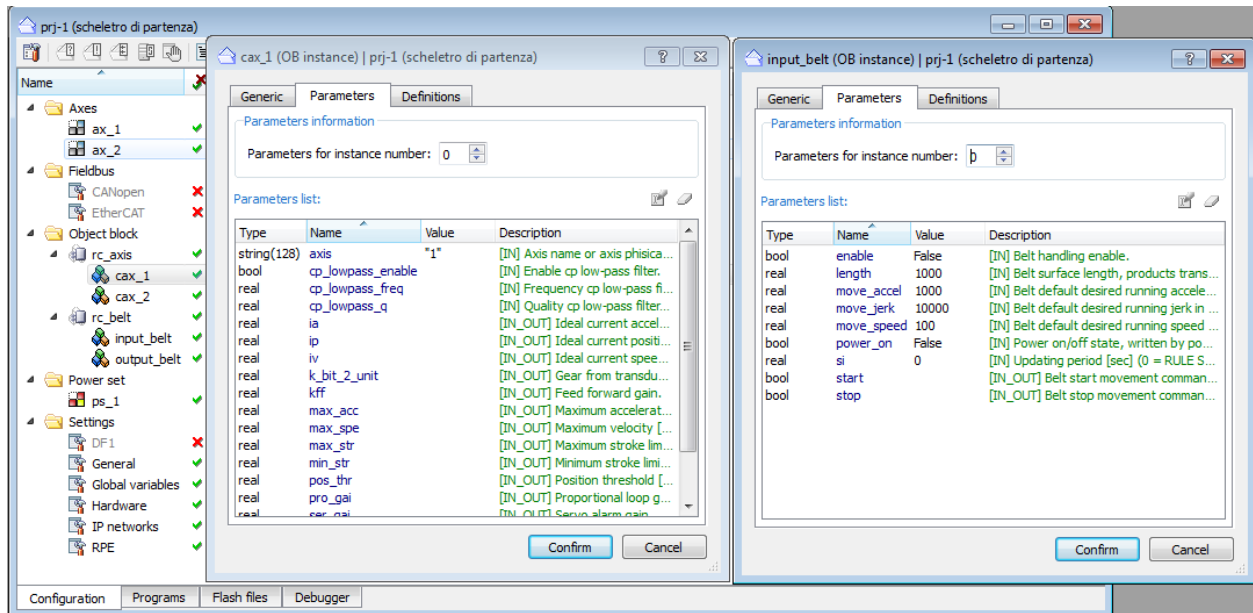 prj-1 (scheletro di partenza)
Name
Axes
ax_1
ax_2
Fieldbus
CANopen
EtherCAT
Object block
rc_axis
cax_1
cax_2
rc_belt
input_belt
output_belt
Power set
ps_1
Settings
DF1
General
Global variables
Hardware
IP networks
RPE
Configuration Programs Flash files Debugger
cax_1 (OB instance) | prj-1 (scheletro di partenza)
Generic Parameters Definitions
Parameters information
Parameters for instance number: 0
Parameters list:
Type Name Value Description
string(128) axis "1" [IN] Axis name or axis phisica...
bool cp_lowpass_enable [IN] Enable cp low-pass filter.
real cp_lowpass_freq [IN] Frequency cp low-pass fi...
real cp_lowpass_q [IN] Quality cp low-pass filter...
real ia [IN_OUT] Ideal current accel...
real ip [IN_OUT] Ideal current positi...
real iv [IN_OUT] Ideal current spee...
real k_bit_2_unit [IN_OUT] Gear from transdu...
real kff [IN_OUT] Feed forward gain.
real max_acc [IN_OUT] Maximum accelerat...
real max_spe [IN_OUT] Maximum velocity [...
real max_str [IN_OUT] Maximum stroke lim...
real min_str [IN_OUT] Minimum stroke limi...
real pos_thr [IN_OUT] Position threshold [...
real pro_gai [IN_OUT] Proportional loop g...
real ser_gai [IN_OUT] Servo alarm gain
Confirm Cancel
input_belt (OB instance) | prj-1 (scheletro di partenza)
Generic Parameters Definitions
Parameters information
Parameters for instance number: 0
Parameters list:
Type Name Value Description
bool enable False [IN] Belt handling enable.
real length 1000 [IN] Belt surface length, products trans...
real move_accel 1000 [IN] Belt default desired running accele...
real move_jerk 10000 [IN] Belt default desired running jerk in ...
real move_speed 100 [IN] Belt default desired running speed ...
bool power_on False [IN] Power on/off state, written by po...
real si 0 [IN] Updating period [sec] (0 = RULE S...
bool start [IN_OUT] Belt start movement comman...
bool stop [IN_OUT] Belt stop movement comman...
Confirm Cancel